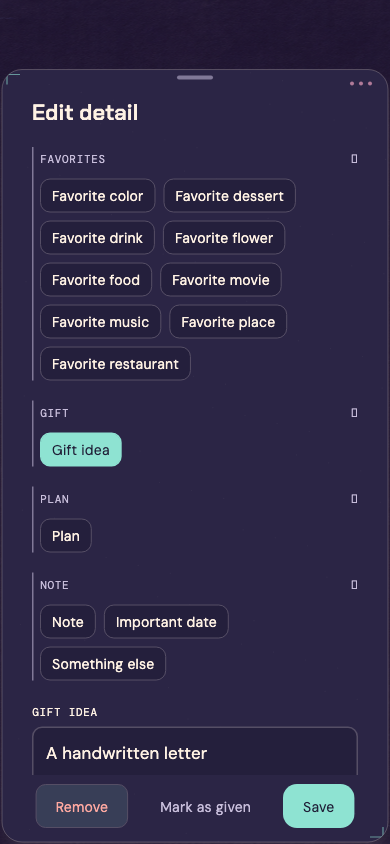 Edit detail
FAVORITES
Favorite color Favorite dessert
Favorite drink Favorite flower
Favorite food Favorite movie
Favorite music Favorite place
Favorite restaurant
GIFT
Gift idea
PLAN
Plan
NOTE
Note Important date
Something else
GIFT IDEA
A handwritten letter
Remove Mark as given Save